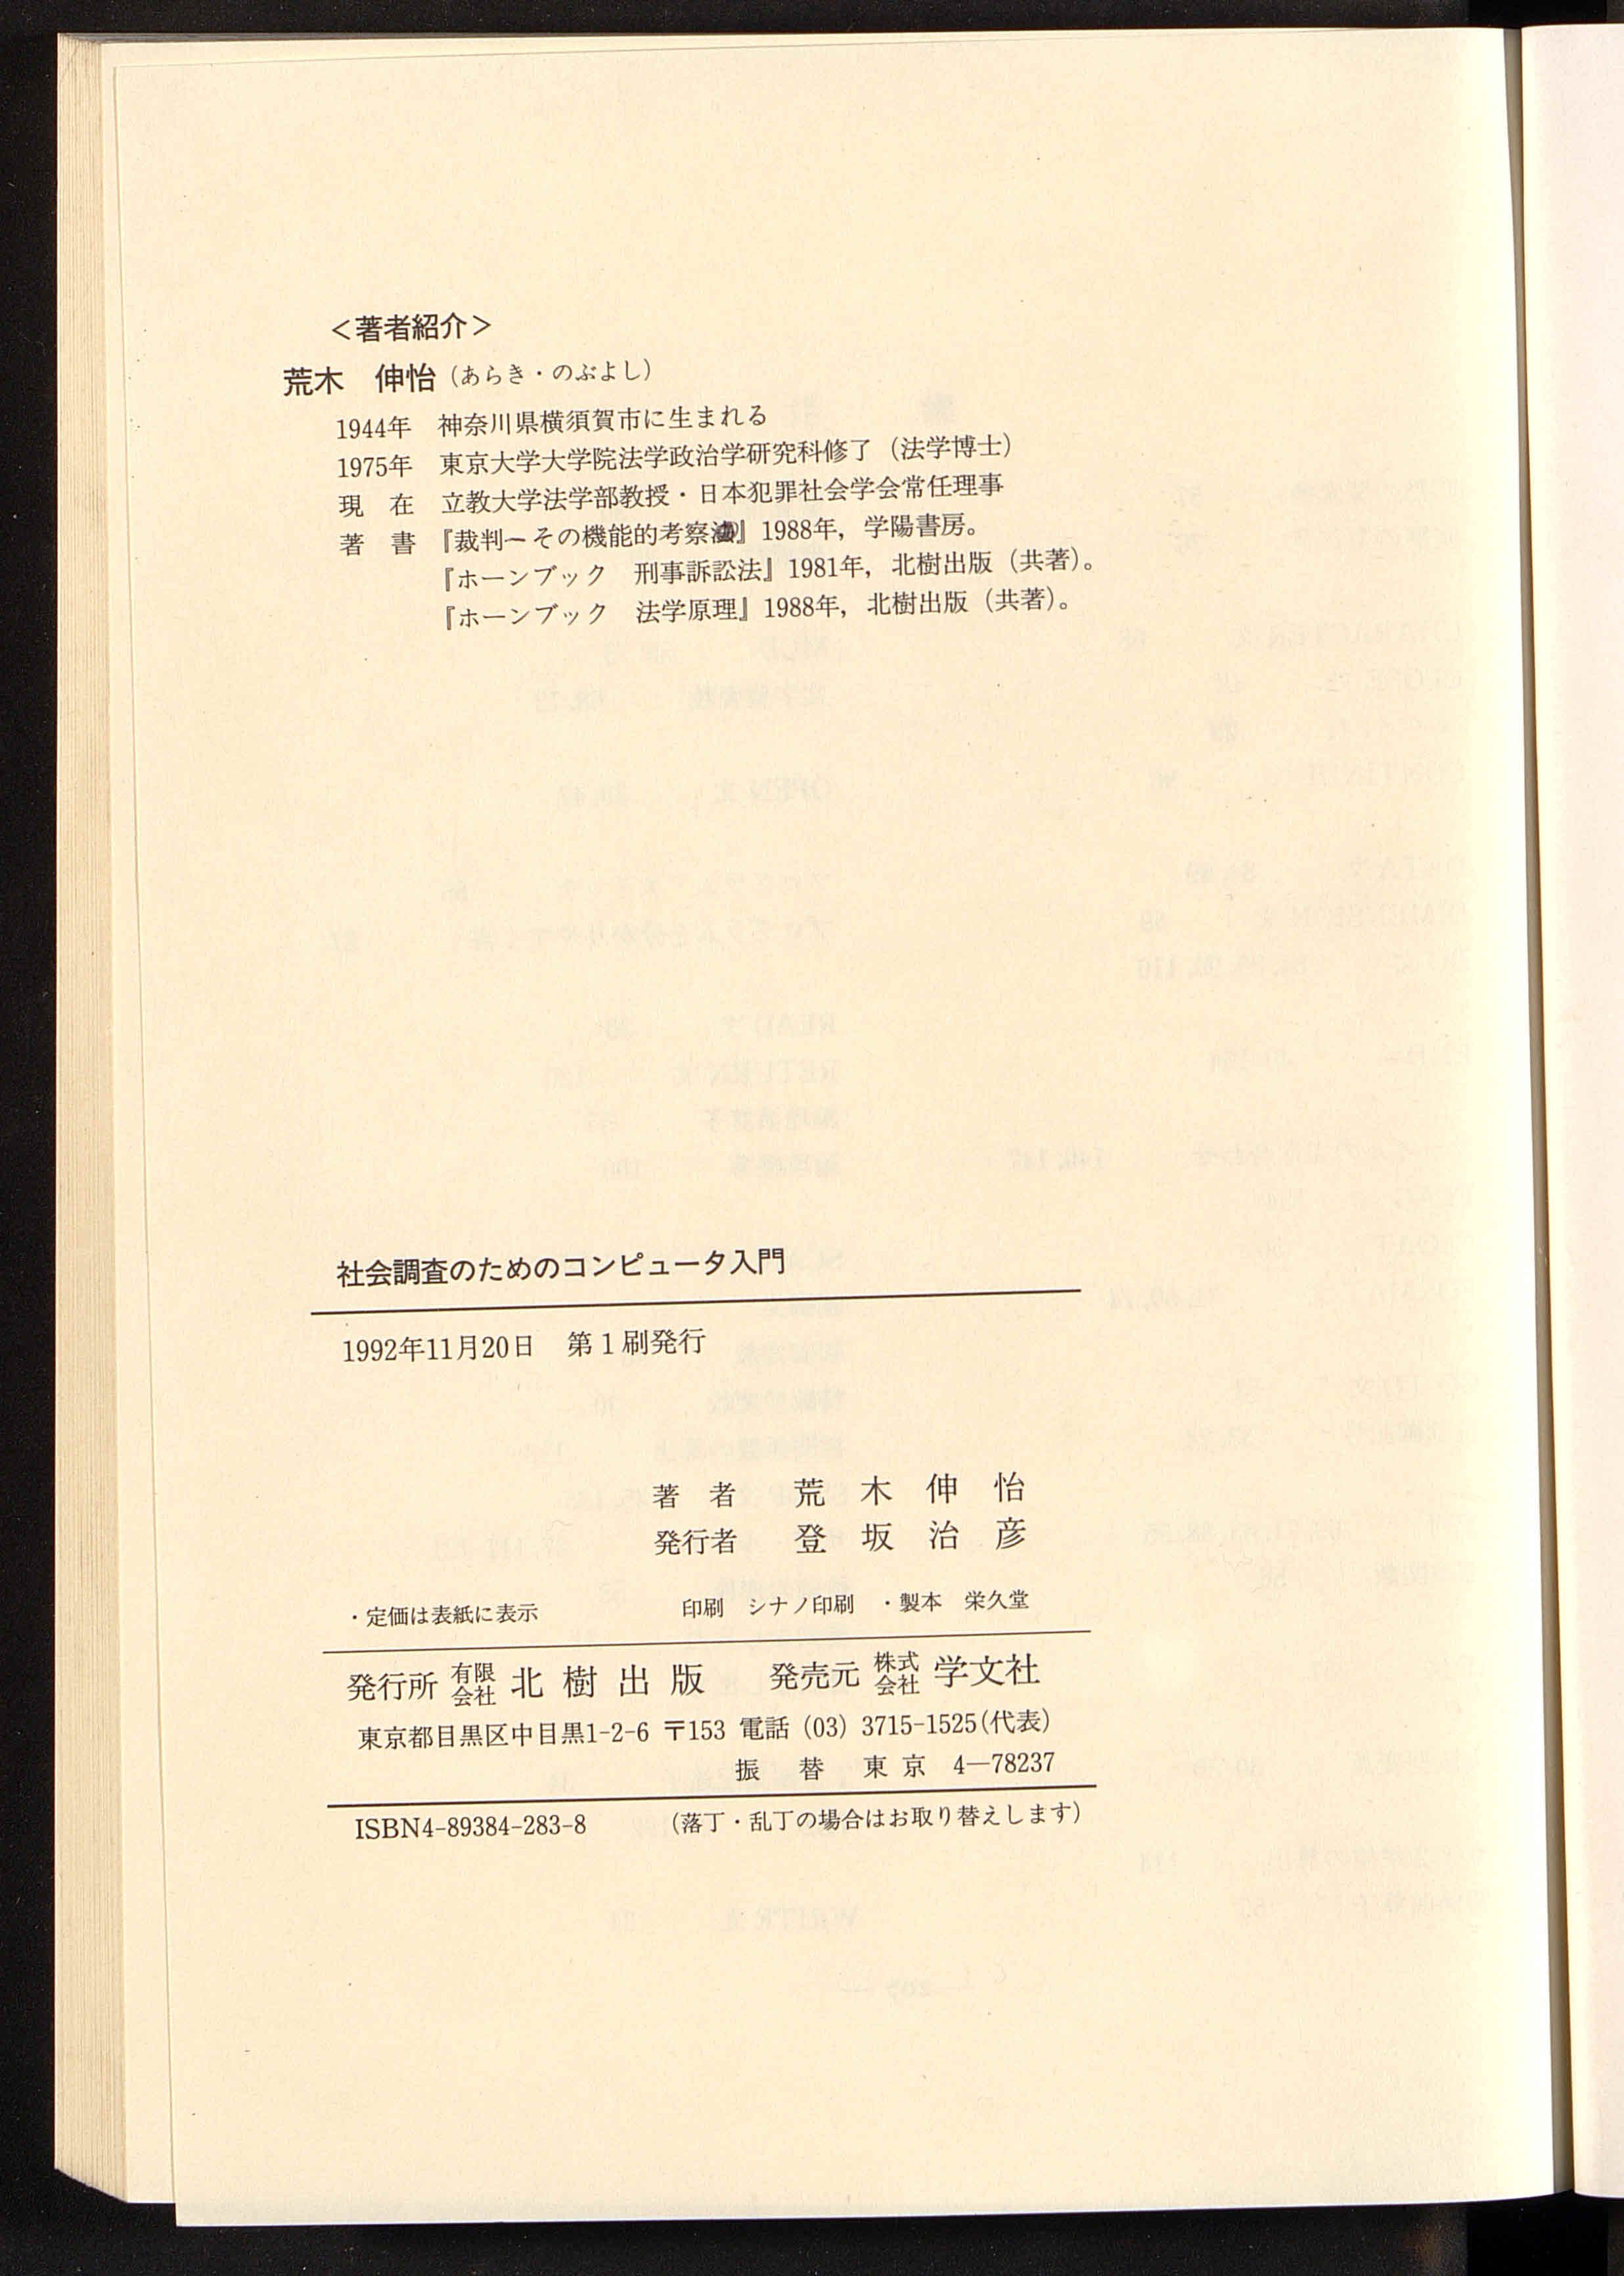 ＜著者紹介＞
荒木　伸怡（あらき・のぶよし）
1944年　神奈川県横須賀市に生まれる
1975年　東京大学大学院法学政治学研究科修了（法学博士）
現　在　立教大学法学部教授・日本犯罪社会学会常任理事
著　書　『裁判ーその機能的考察』1988年，学陽書房。
『ホーンブック　刑事訴訟法』1981年，北樹出版（共著）。
『ホーンブック　法学原理』1988年，北樹出版（共著）。
社会調査のためのコンピュータ入門
1992年11月20日　第１刷発行
著　者　荒　木　伸　怡
発行者　登　坂　治　彦
・定価は表紙に表示　印刷　シナノ印刷　・製本　栄久堂
発行所 有限会社 北樹出版　発売元 株式会社 学文社
東京都目黒区中目黒1-2-6 〒153 電話（03）3715-1525（代表）
振　替　東京　4—78237
ISBN4-89384-283-8　（落丁・乱丁の場合はお取り替えします）